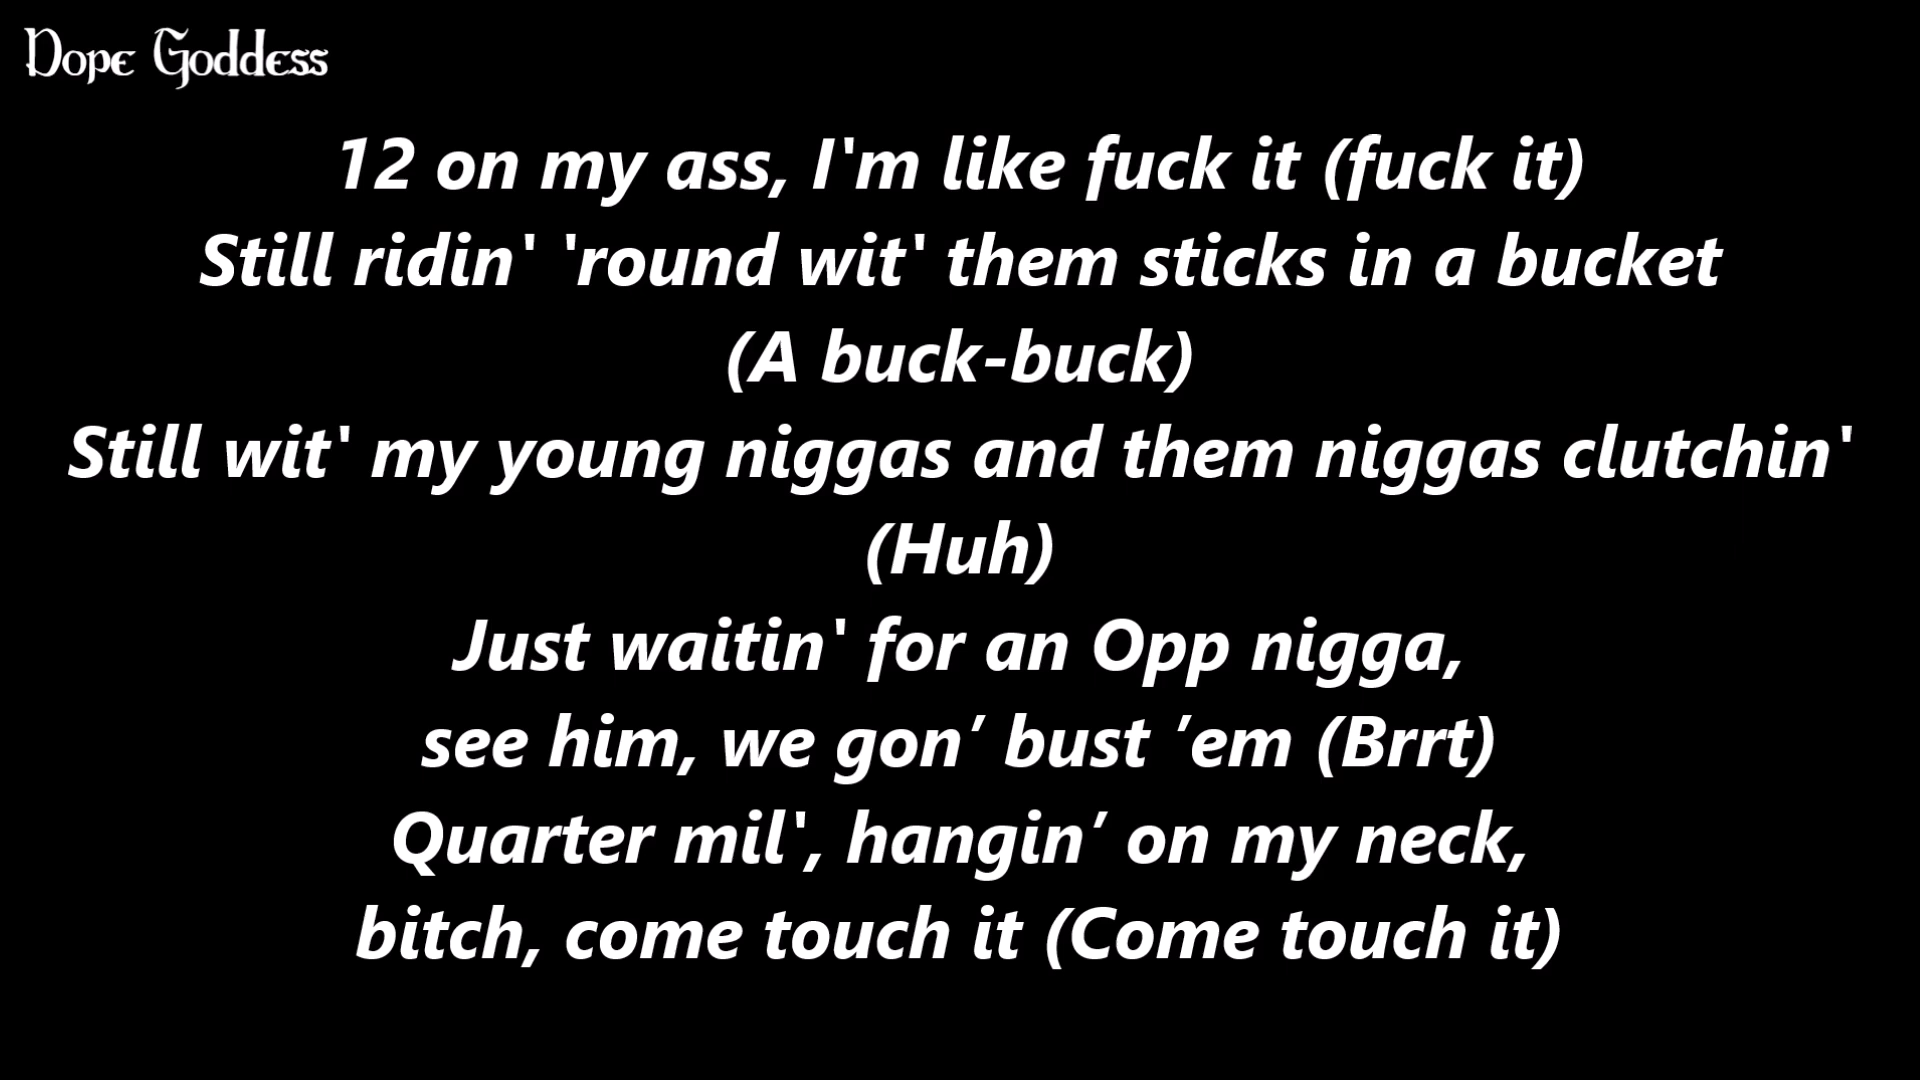 Dope Goddess
12 on my ass, I'm like fuck it (fuck it)
Still ridin' 'round wit' them sticks in a bucket
(A buck-buck)
Still wit' my young niggas and them niggas clutchin'
(Huh)
Just waitin' for an Opp nigga,
see him, we gon’ bust ’em (Brrt)
Quarter mil', hangin’ on my neck,
bitch, come touch it (Come touch it)